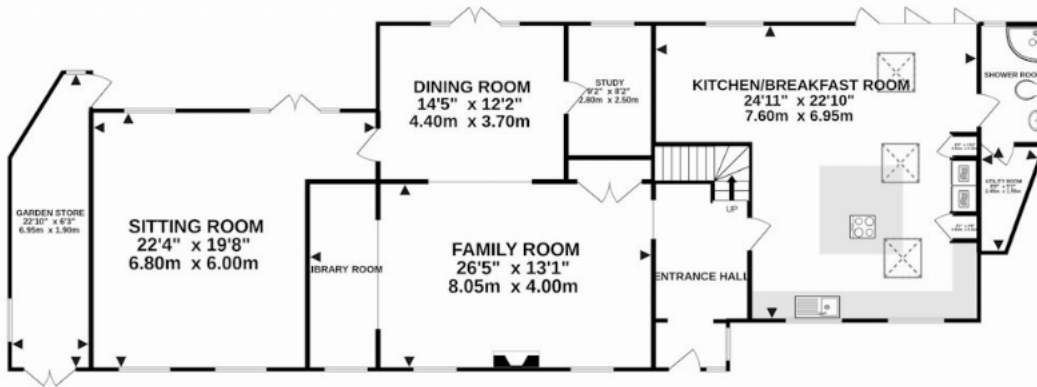 GARDEN STORE
22'10" x 6'3"
6.95m x 1.90m
SITTING ROOM
22'4" x 19'8"
6.80m x 6.00m
LIBRARY ROOM
DINING ROOM
14'5" x 12'2"
4.40m x 3.70m
STUDY
9'2" x 8'2"
2.80m x 2.50m
FAMILY ROOM
26'5" x 13'1"
8.05m x 4.00m
UP
ENTRANCE HALL
KITCHEN/BREAKFAST ROOM
24'11" x 22'10"
7.60m x 6.95m
SHOWER ROOM
UTILITY ROOM